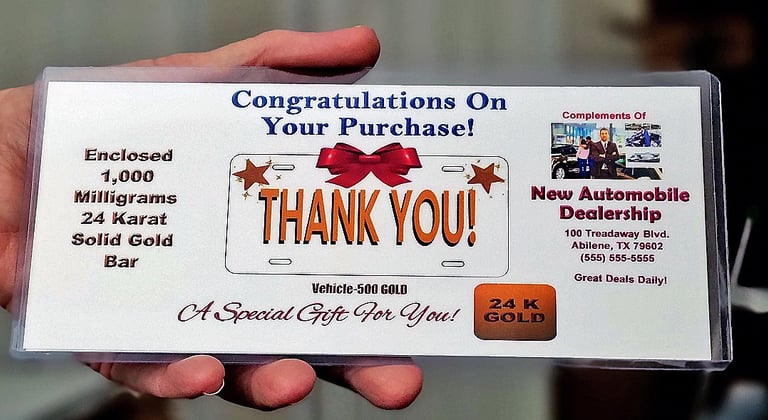 Congratulations On
Your Purchase!
Enclosed
1,000
Milligrams
24 Karat
Solid Gold
Bar
THANK YOU!
Vehicle-500 GOLD
A Special Gift For You!
24 K
GOLD
Complements Of
New Automobile
Dealership
100 Treadaway Blvd.
Abilene, TX 79602
(555) 555-5555
Great Deals Daily!